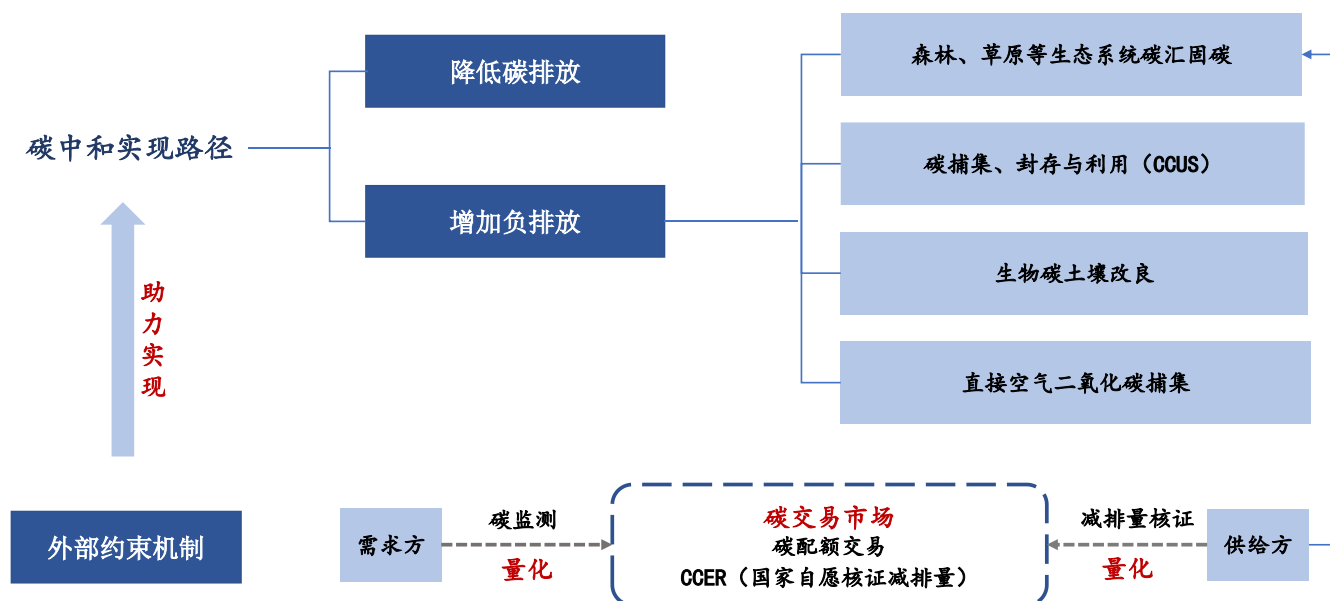 碳中和实现路径
降低碳排放
增加负排放
森林、草原等生态系统碳汇固碳
碳捕集、封存与利用（CCUS）
生物碳土壤改良
直接空气二氧化碳捕集
助
力
实
现
外部约束机制
需求方
碳监测
量化
碳交易市场
碳配额交易
CCER（国家自愿核证减排量）
减排量核证
量化
供给方